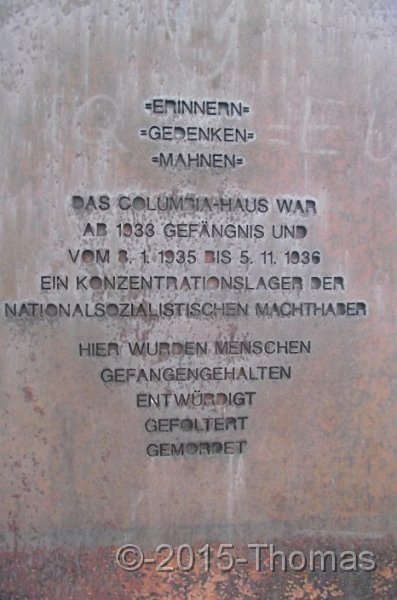 =ERINNERN=
=GEDENKEN=
=MAHNEN=
DAS COLUMBIA-HAUS WAR
AB 1933 GEFÄNGNIS UND
VOM 8. 1. 1935 BIS 5. 11. 1936
EIN KONZENTRATIONSLAGER DER
NATIONALSOZIALISTISCHEN MACHTHABER
HIER WURDEN MENSCHEN
GEFANGENGEHALTEN
ENTWÜRDIGT
GEFOLTERT
GEMORDET
©-2015-Thomas